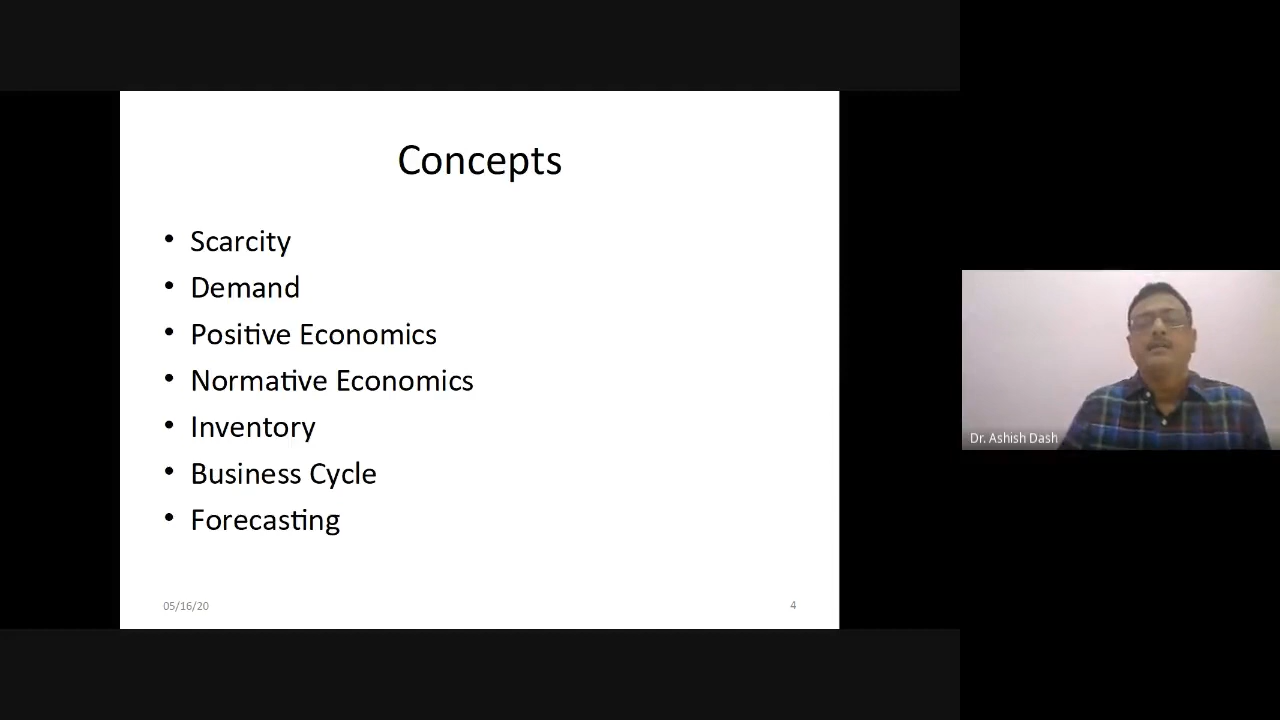 Concepts
• Scarcity
• Demand
• Positive Economics
• Normative Economics
• Inventory
• Business Cycle
• Forecasting
05/16/20
4
Dr. Ashish Dash